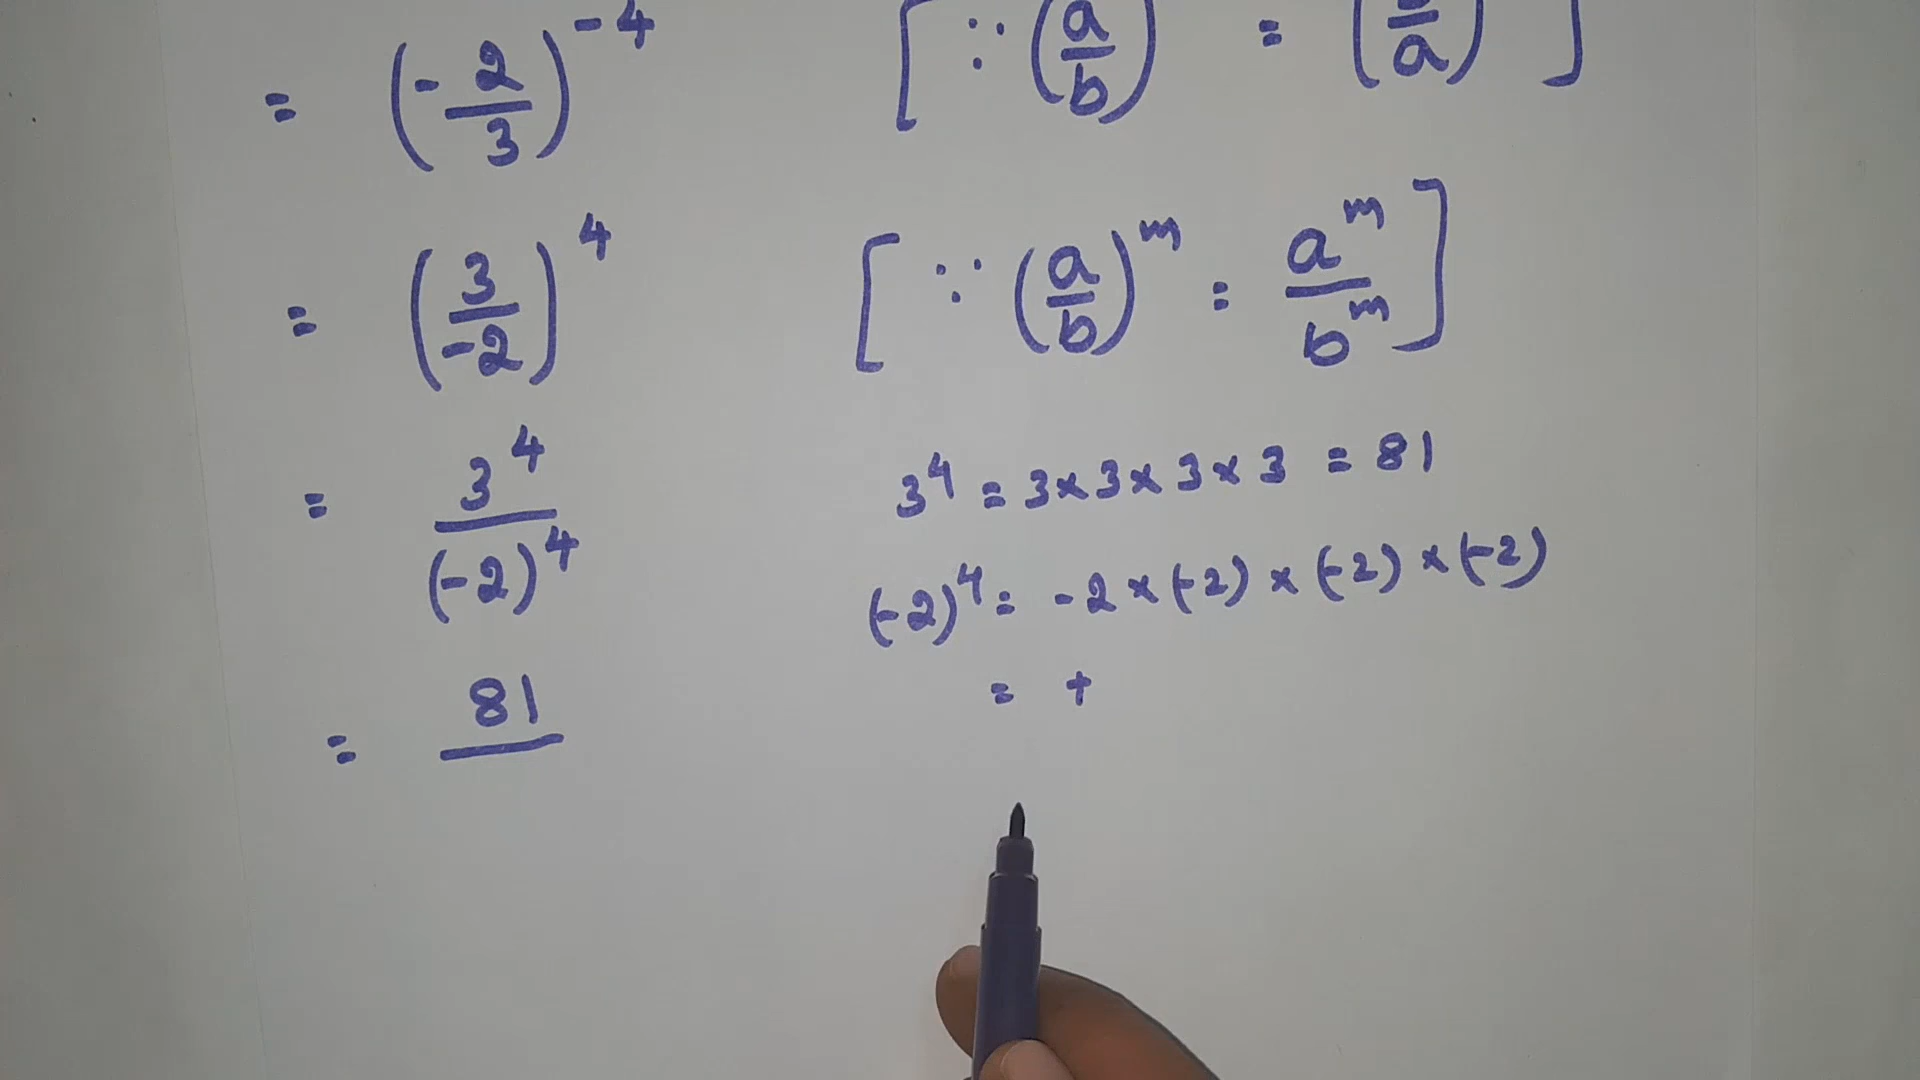 = (-2/3)^-4 [∵ (a/b) = (/a) ]
= (3/-2)^4 [∵ (a/b)^m = a^m/b^m]
= 3^4/(-2)^4 3^4 = 3×3×3×3 = 81
(-2)^4 = -2×(-2)×(-2)×(-2)
= 81/ = +